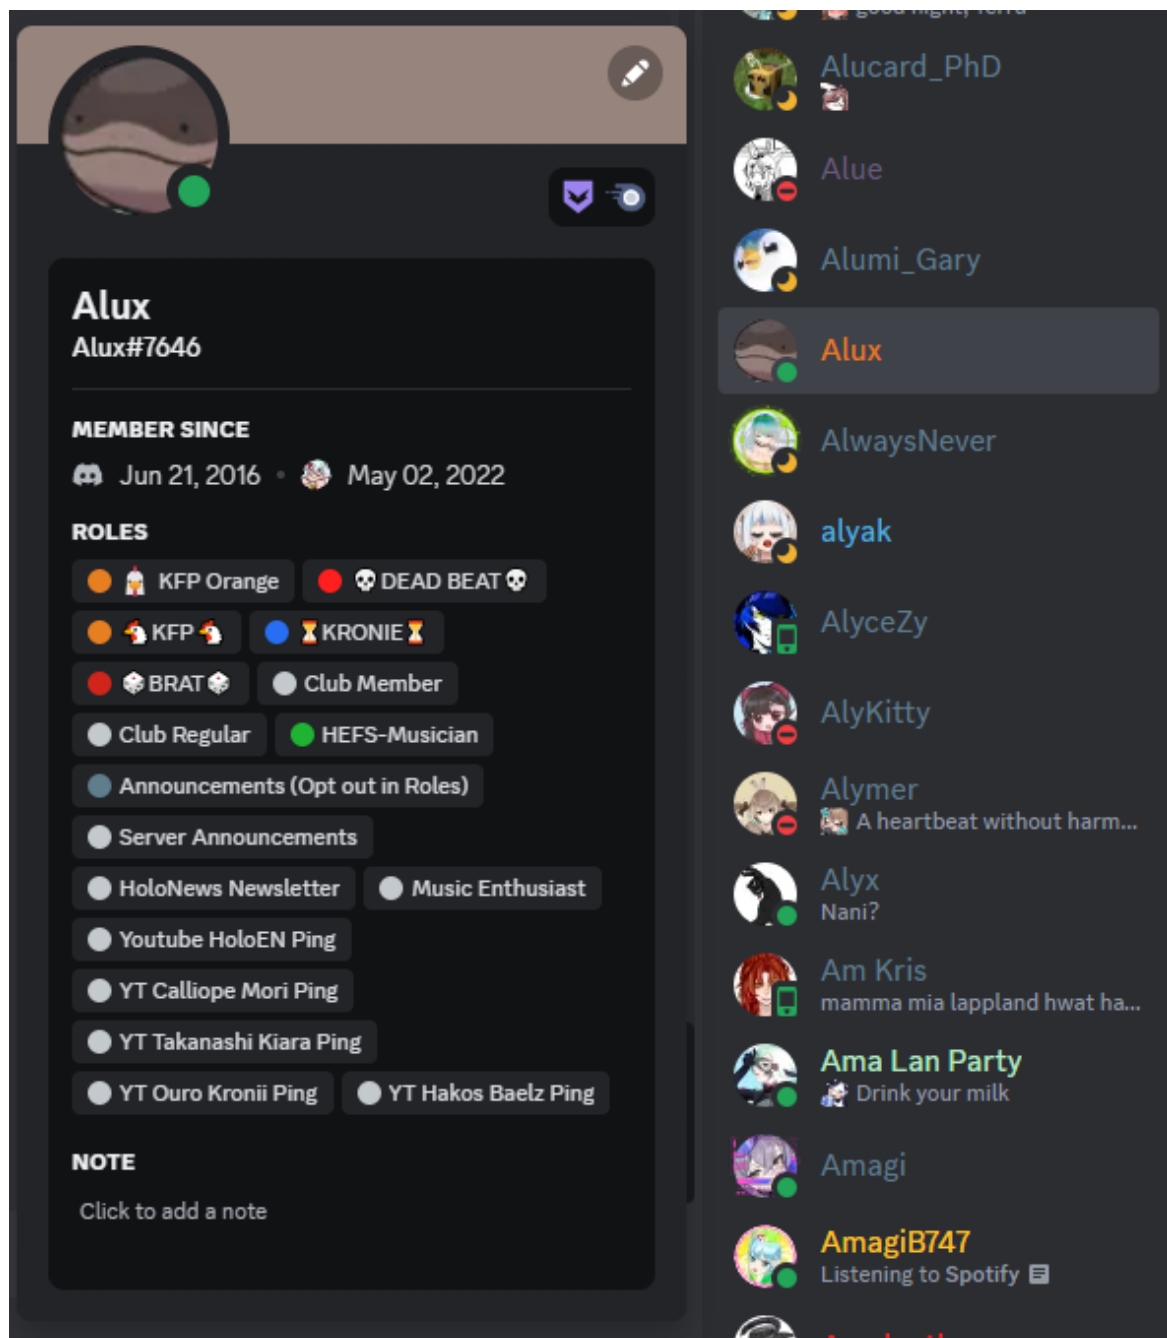 Alux
Alux#7646
MEMBER SINCE
Jun 21, 2016 • May 02, 2022
ROLES
KFP Orange
💀DEAD BEAT💀
🐔KFP🐔
⏳KRONIE⏳
🎲BRAT🎲
Club Member
Club Regular
HEFS-Musician
Announcements (Opt out in Roles)
Server Announcements
HoloNews Newsletter
Music Enthusiast
Youtube HoloEN Ping
YT Calliope Mori Ping
YT Takanashi Kiara Ping
YT Ouro Kronii Ping
YT Hakos Baelz Ping
NOTE
Click to add a note
good night, Terra
Alucard_PhD
Alue
Alumi_Gary
Alux
AlwaysNever
alyak
AlyceZy
AlyKitty
Alymer
A heartbeat without harm...
Alyx
Nani?
Am Kris
mamma mia lappland hwat ha...
Ama Lan Party
Drink your milk
Amagi
AmagiB747
Listening to Spotify